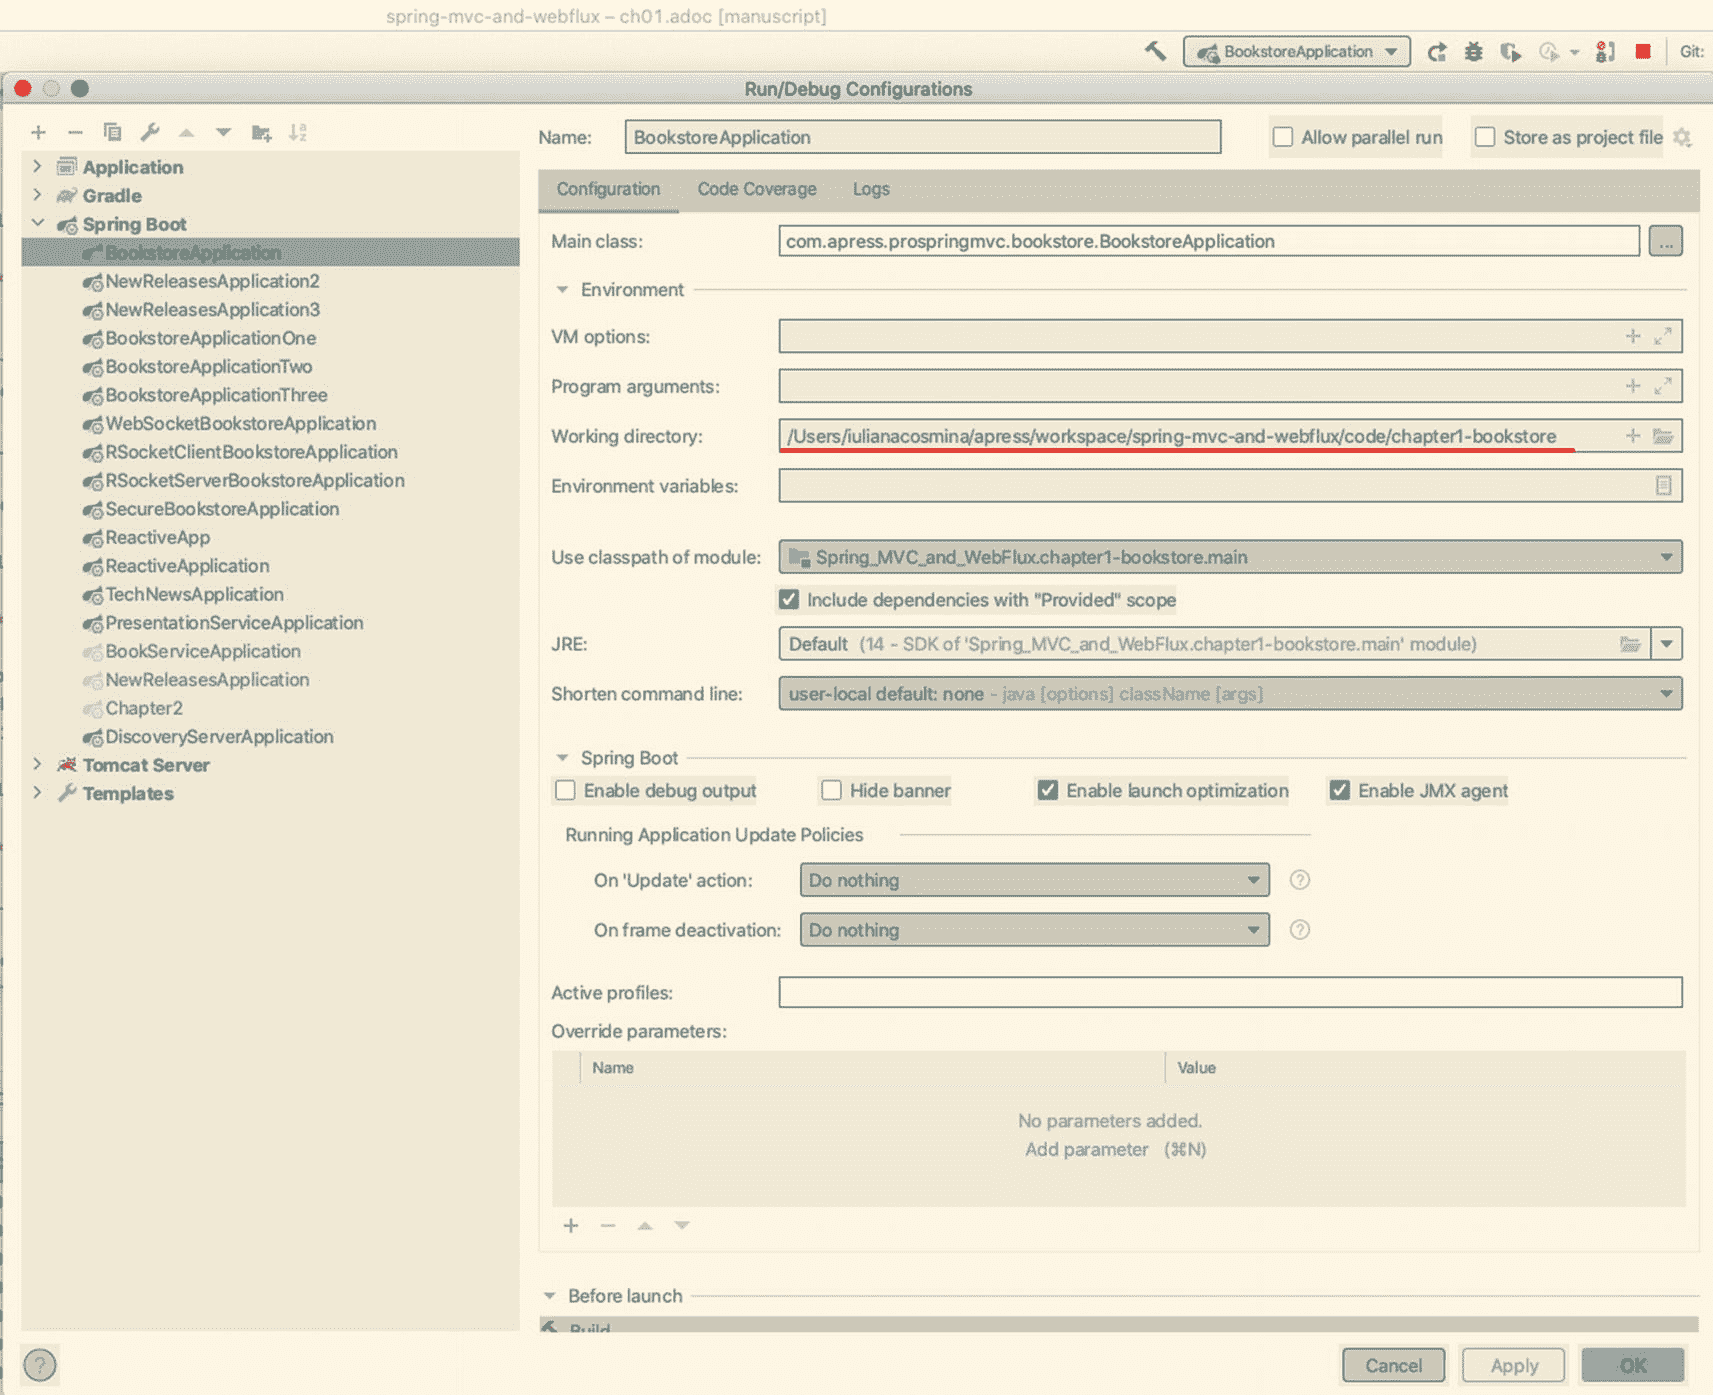 spring-mvc-and-webflux – ch01.adoc [manuscript]
BookstoreApplication
Git:
Run/Debug Configurations
Name:
BookstoreApplication
Allow parallel run
Store as project file
Application
Gradle
Spring Boot
BookstoreApplication
NewReleasesApplication2
NewReleasesApplication3
BookstoreApplicationOne
BookstoreApplicationTwo
BookstoreApplicationThree
WebSocketBookstoreApplication
RSocketClientBookstoreApplication
RSocketServerBookstoreApplication
SecureBookstoreApplication
ReactiveApp
ReactiveApplication
TechNewsApplication
PresentationServiceApplication
BookServiceApplication
NewReleasesApplication
Chapter2
DiscoveryServerApplication
Tomcat Server
Templates
Configuration
Code Coverage
Logs
Main class:
com.apress.prospringmvc.bookstore.BookstoreApplication
...
Environment
VM options:
Program arguments:
Working directory:
/Users/iulianacosmina/apress/workspace/spring-mvc-and-webflux/code/chapter1-bookstore
Environment variables:
Use classpath of module:
Spring_MVC_and_WebFlux.chapter1-bookstore.main
Include dependencies with "Provided" scope
JRE:
Default (14 - SDK of 'Spring_MVC_and_WebFlux.chapter1-bookstore.main' module)
Shorten command line:
user-local default: none - java [options] className [args]
Spring Boot
Enable debug output
Hide banner
Enable launch optimization
Enable JMX agent
Running Application Update Policies
On 'Update' action:
Do nothing
?
On frame deactivation:
Do nothing
?
Active profiles:
Override parameters:
Name
Value
No parameters added.
Add parameter (⌘N)
Before launch
Build
?
Cancel
Apply
OK